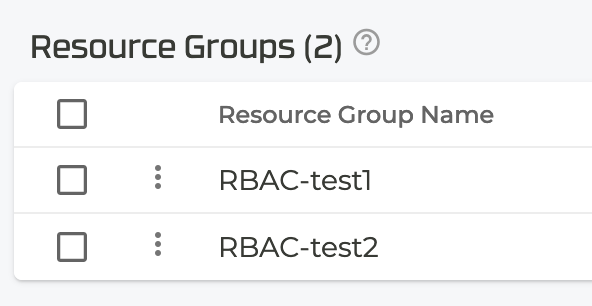 Resource Groups (2) ?
Resource Group Name
RBAC-test1
RBAC-test2